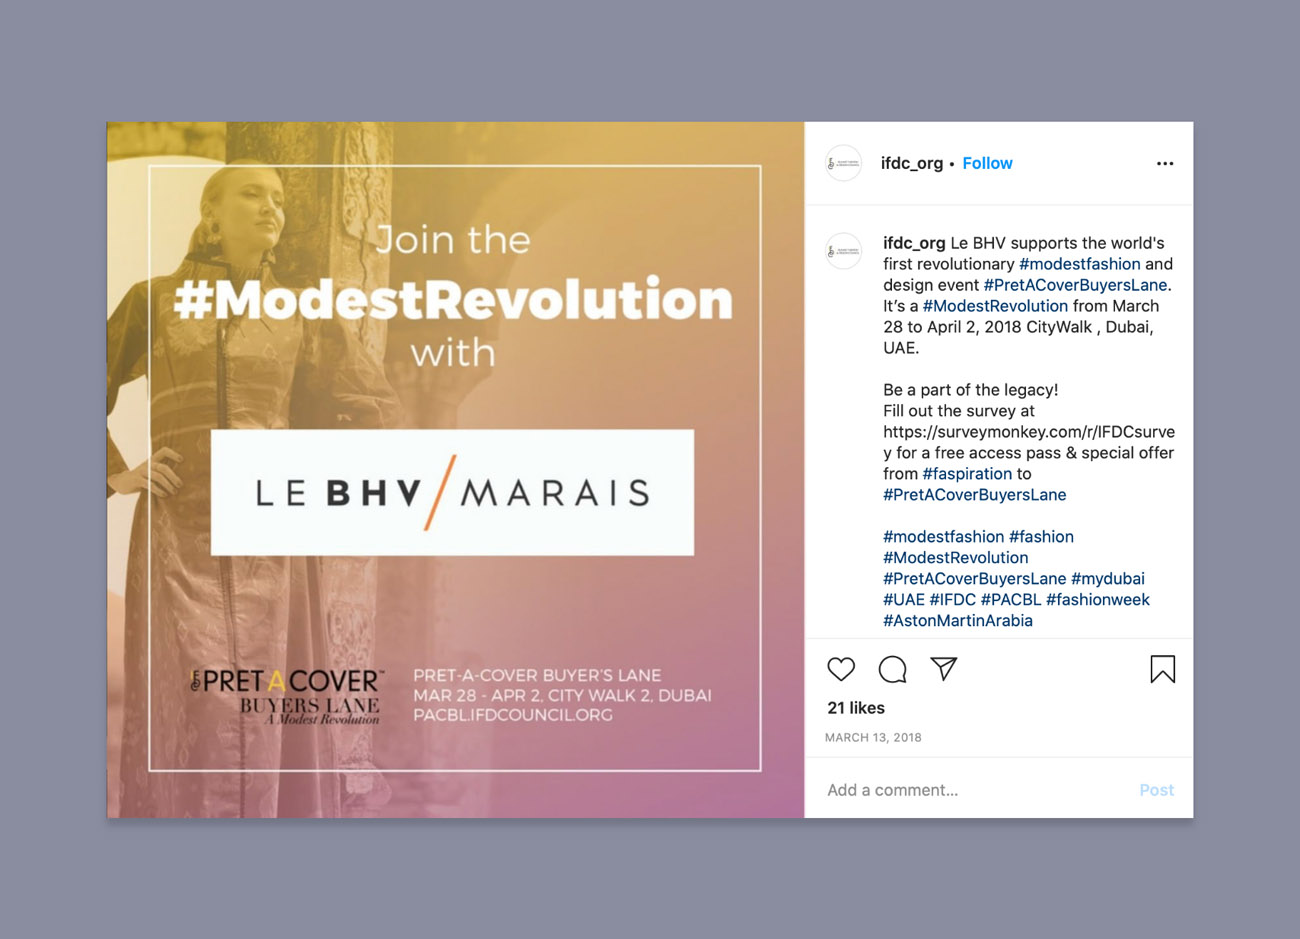 Join the
#ModestRevolution
with
LE BHV/MARAIS
PRET A COVER™
BUYERS LANE
A Modest Revolution
PRET-A-COVER BUYER'S LANE
MAR 28 - APR 2, CITY WALK 2, DUBAI
PACBL.IFDCOUNCIL.ORG
ifdc_org • Follow
ifdc_org Le BHV supports the world's
first revolutionary #modestfashion and
design event #PretACoverBuyersLane.
It’s a #ModestRevolution from March
28 to April 2, 2018 CityWalk , Dubai,
UAE.
Be a part of the legacy!
Fill out the survey at
https://surveymonkey.com/r/IFDCsurve
y for a free access pass & special offer
from #faspiration to
#PretACoverBuyersLane
#modestfashion #fashion
#ModestRevolution
#PretACoverBuyersLane #mydubai
#UAE #IFDC #PACBL #fashionweek
#AstonMartinArabia
21 likes
MARCH 13, 2018
Add a comment...
Post